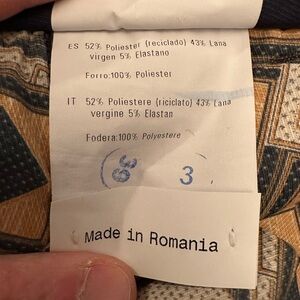 ES 52% Poliester (reciclado) 43% Lana
virgen 5% Elastano
Forro:100% Poliester
IT 52% Poliestere (riciclato) 43% Lana
vergine 5% Elastan
Fodera:100% Polyestere
3
Made in Romania